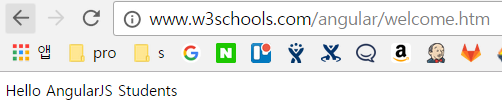 www.w3schools.com/angular/welcome.htm
앱 pro s
Hello AngularJS Students